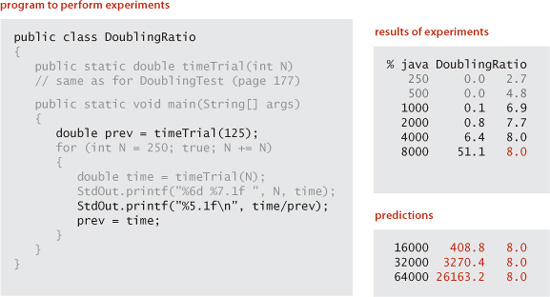 program to perform experiments
public class DoublingRatio
{
public static double timeTrial(int N)
// same as for DoublingTest (page 177)
public static void main(String[] args)
{
double prev = timeTrial(125);
for (int N = 250; true; N += N)
{
double time = timeTrial(N);
StdOut.printf("%6d %7.1f ", N, time);
StdOut.printf("%5.1f\n", time/prev);
prev = time;
}
}
}
results of experiments
% java DoublingRatio
250 0.0 2.7
500 0.0 4.8
1000 0.1 6.9
2000 0.8 7.7
4000 6.4 8.0
8000 51.1 8.0
predictions
16000 408.8 8.0
32000 3270.4 8.0
64000 26163.2 8.0